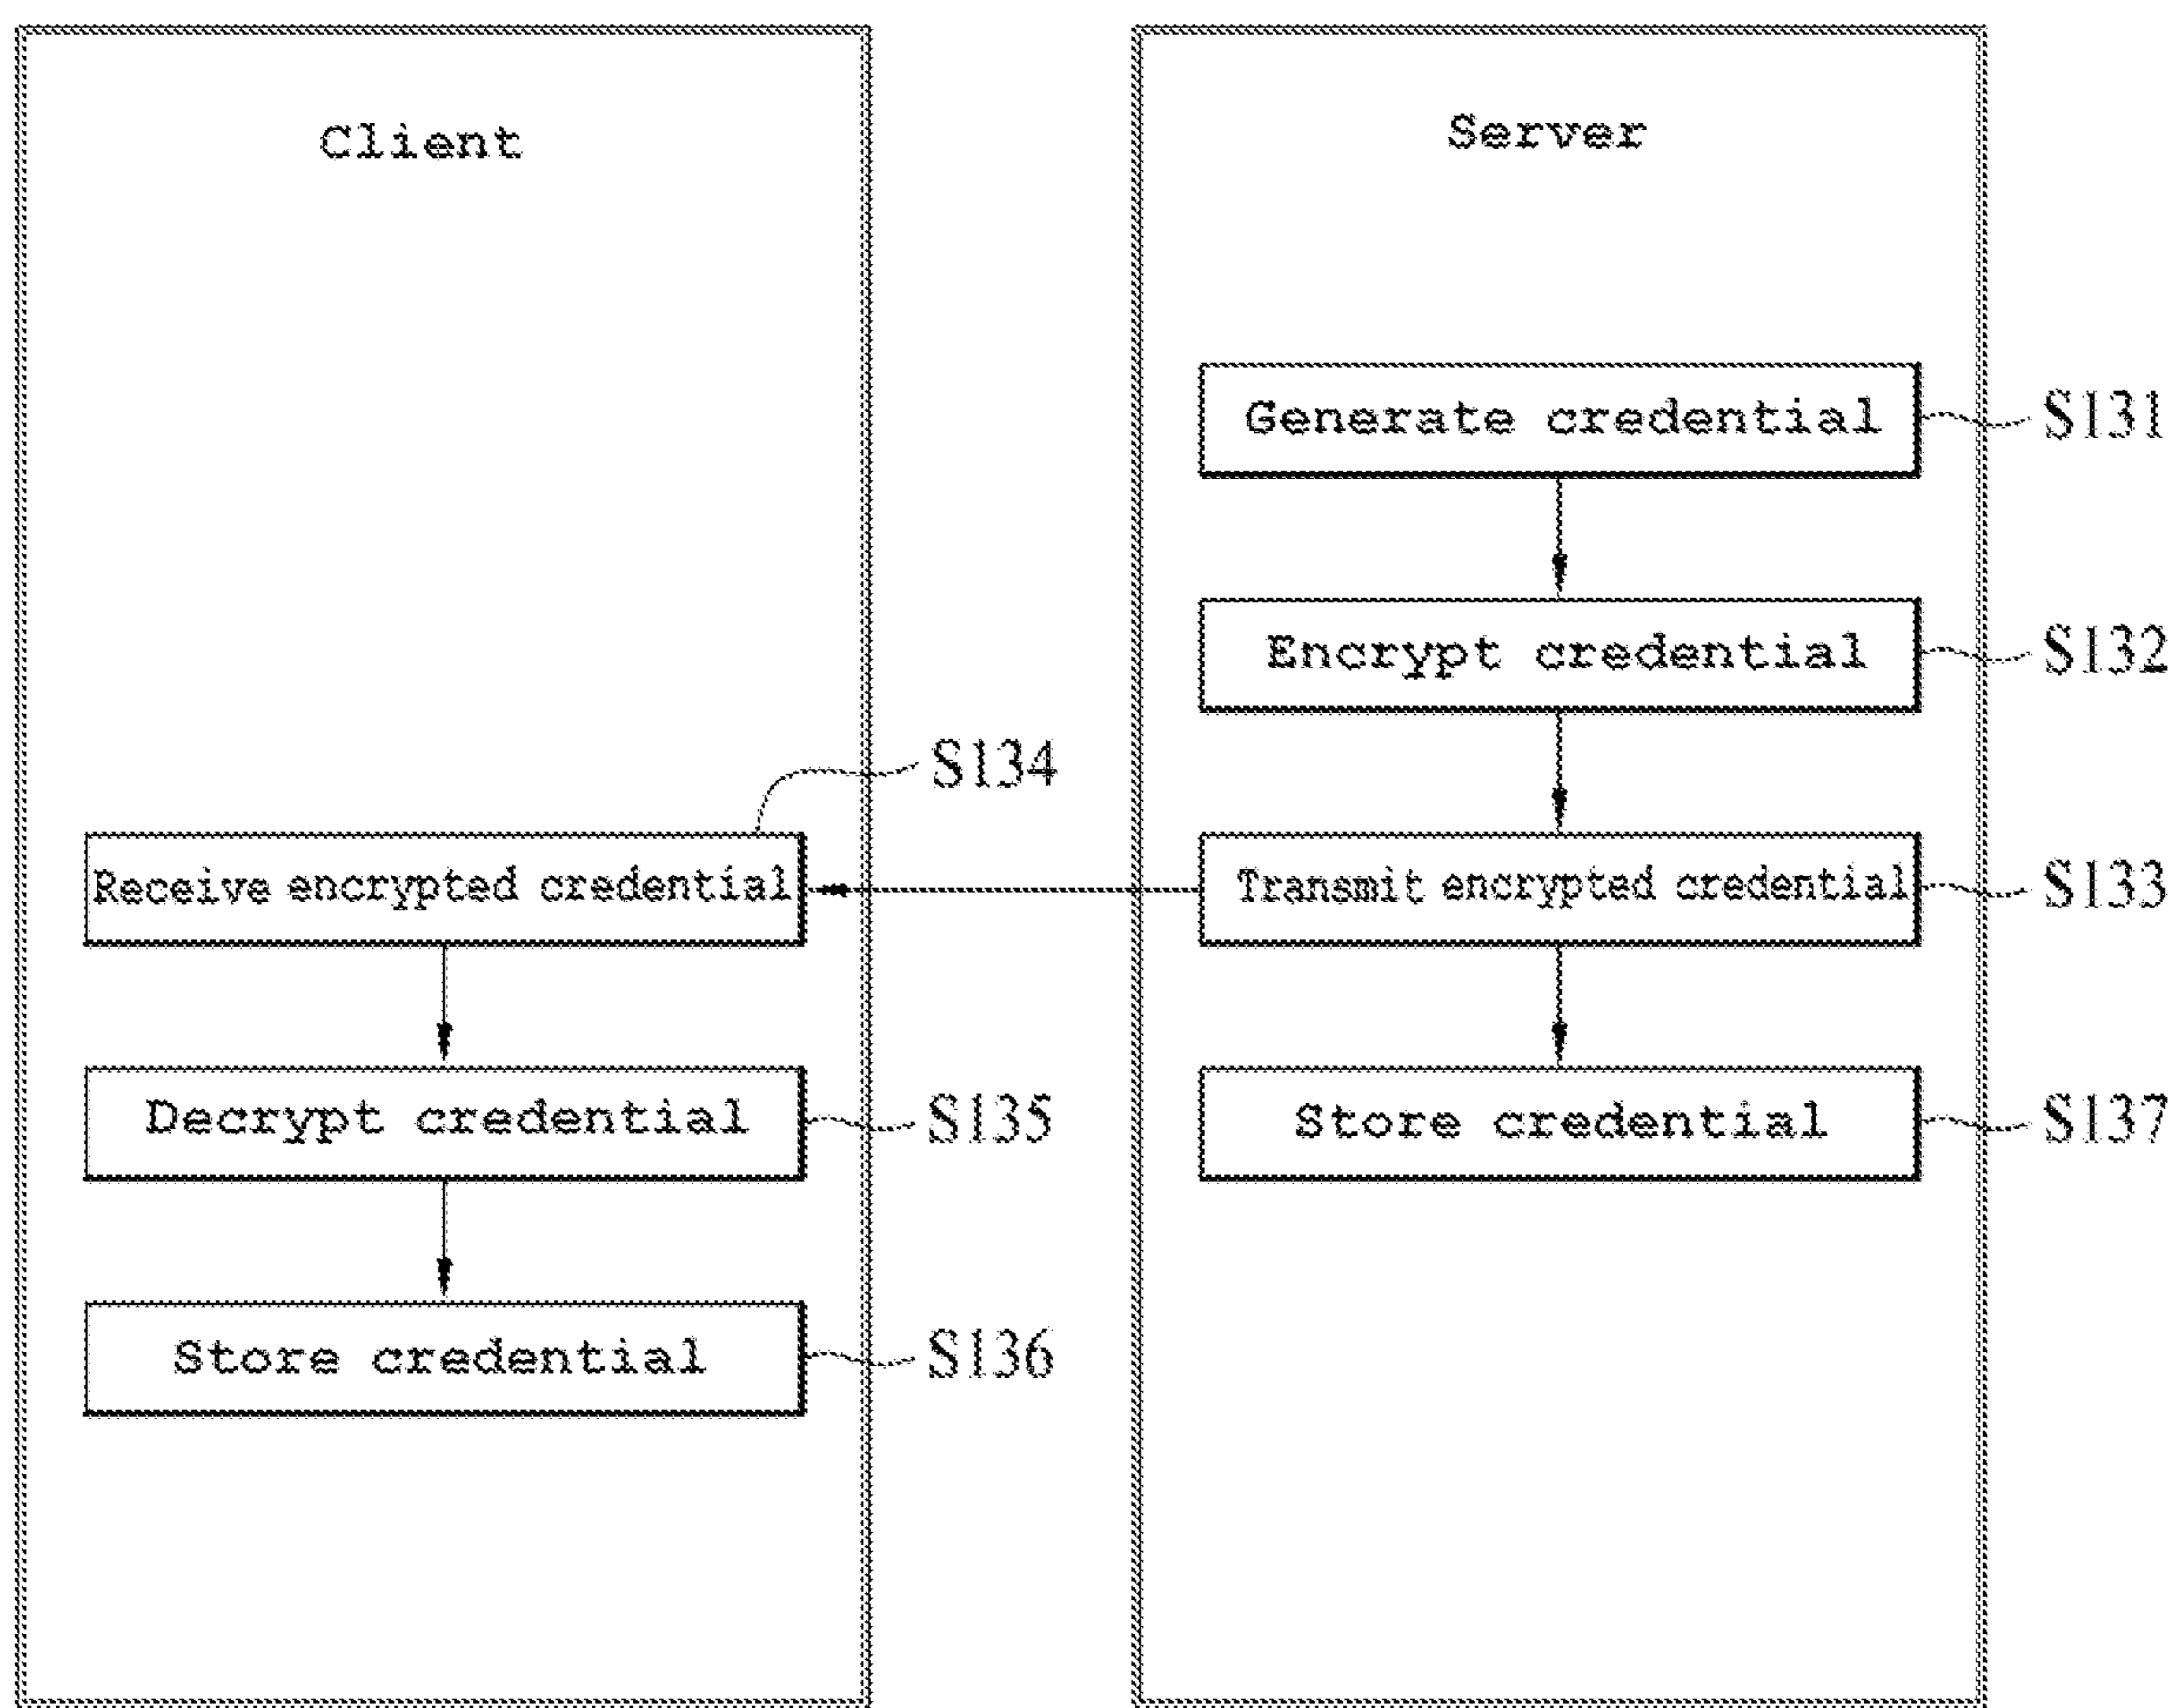 Client
Server
Generate credential
S131
Encrypt credential
S132
S134
Receive encrypted credential
Transmit encrypted credential
S133
Decrypt credential
S135
Store credential
S137
Store credential
S136